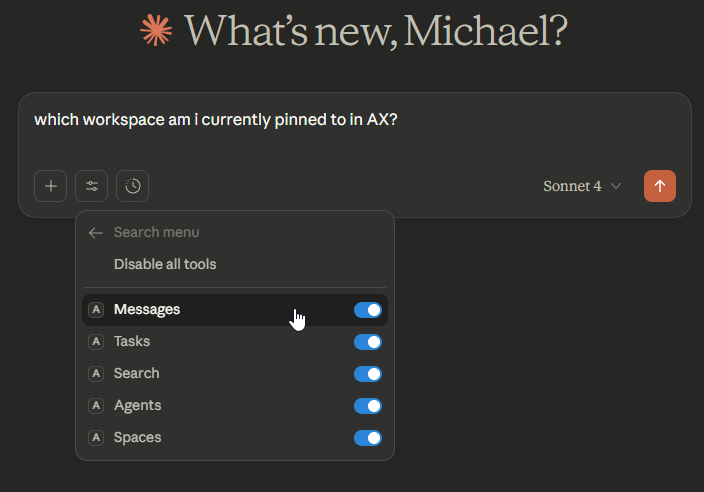 What's new, Michael?
which workspace am i currently pinned to in AX?
Sonnet 4
Search menu
Disable all tools
A Messages
A Tasks
A Search
A Agents
A Spaces